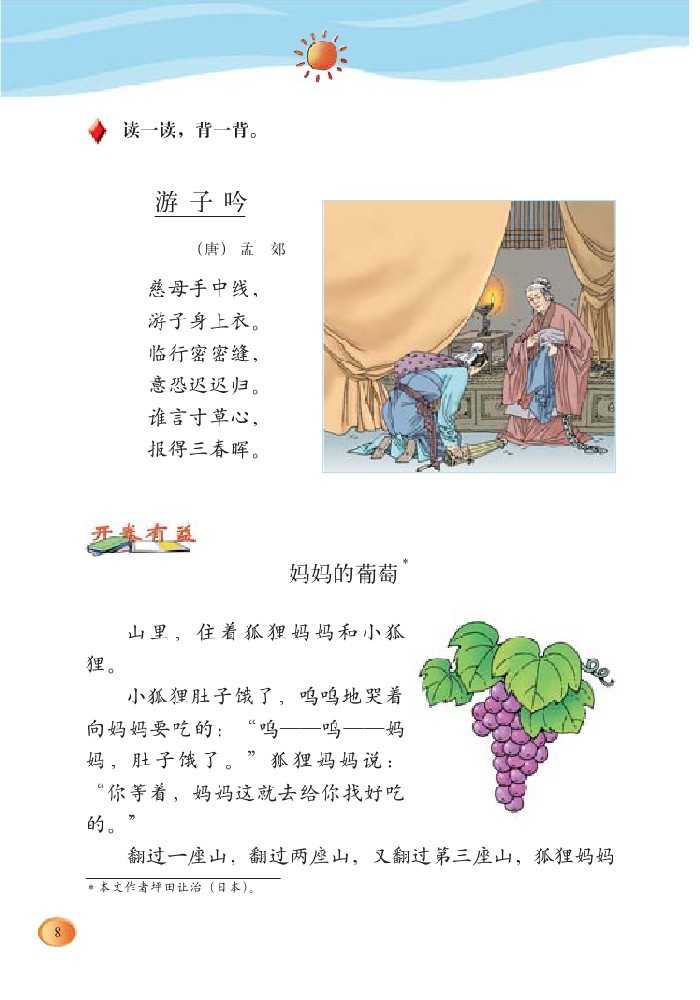 读一读，背一背。
游子吟
（唐）孟 郊
慈母手中线，
游子身上衣。
临行密密缝，
意恐迟迟归。
谁言寸草心，
报得三春晖。
开卷有益
妈妈的葡萄*
山里，住着狐狸妈妈和小狐
狸。
小狐狸肚子饿了，呜呜地哭着
向妈妈要吃的：“呜——呜——妈
妈，肚子饿了。”狐狸妈妈说：
“你等着，妈妈这就去给你找好吃
的。”
翻过一座山，翻过两座山，又翻过第三座山，狐狸妈妈
* 本文作者坪田让治（日本）。
8